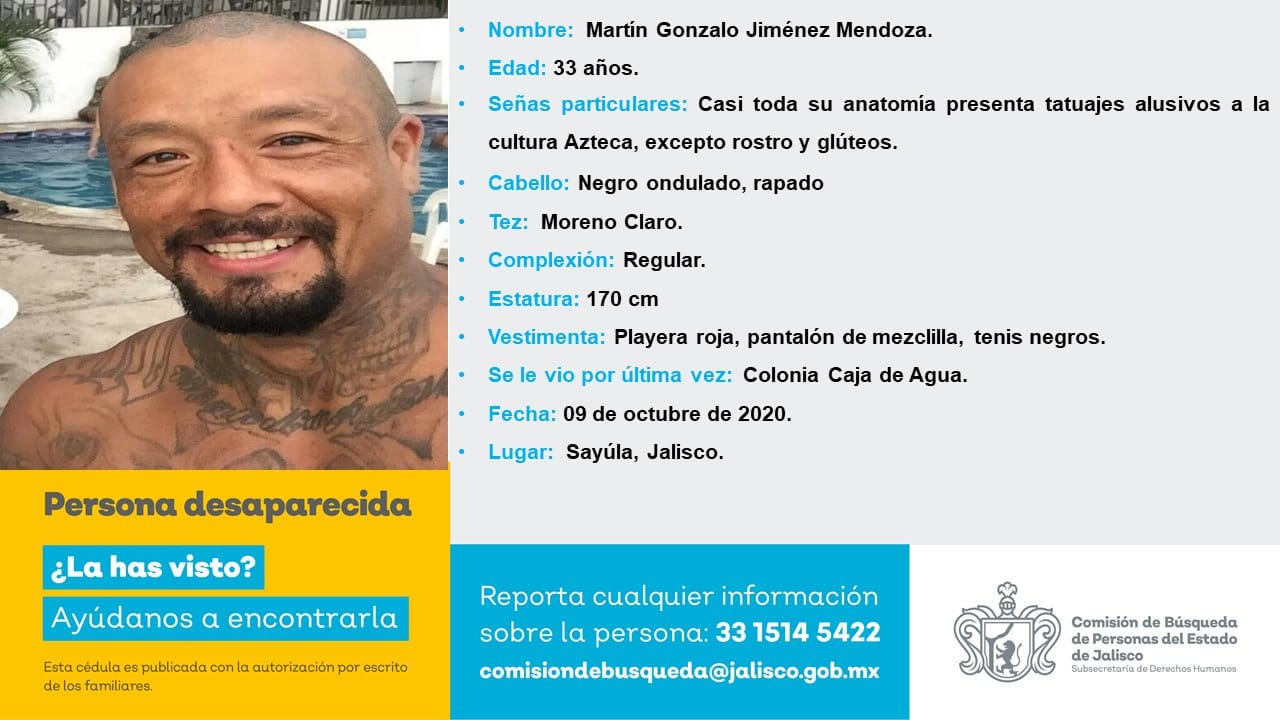 • Nombre: Martín Gonzalo Jiménez Mendoza.
• Edad: 33 años.
• Señas particulares: Casi toda su anatomía presenta tatuajes alusivos a la
cultura Azteca, excepto rostro y glúteos.
• Cabello: Negro ondulado, rapado
• Tez: Moreno Claro.
• Complexión: Regular.
• Estatura: 170 cm
• Vestimenta: Playera roja, pantalón de mezclilla, tenis negros.
• Se le vio por última vez: Colonia Caja de Agua.
• Fecha: 09 de octubre de 2020.
• Lugar: Sayúla, Jalisco.
Persona desaparecida
¿La has visto?
Ayúdanos a encontrarla
Esta cédula es publicada con la autorización por escrito
de los familiares.
Reporta cualquier información
sobre la persona: 33 1514 5422
comisiondebusqueda@jalisco.gob.mx
Comisión de Búsqueda
de Personas del Estado
de Jalisco
Subsecretaría de Derechos Humanos